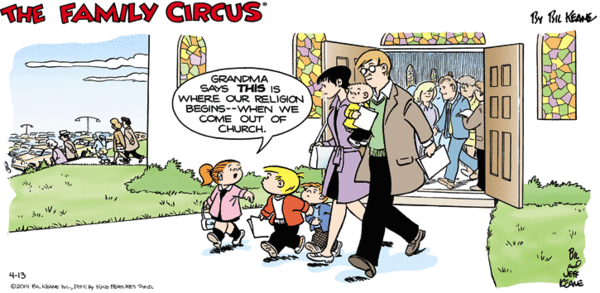 THE FAMILY CIRCUS®
BY BIL KEANE
GRANDMA
SAYS THIS IS
WHERE OUR RELIGION
BEGINS--WHEN WE
COME OUT OF
CHURCH.
4-13
©2014 BIL KEANE INC., DIST. by KING FEATURES SYND.
BIL
AND
JEFF
KEANE